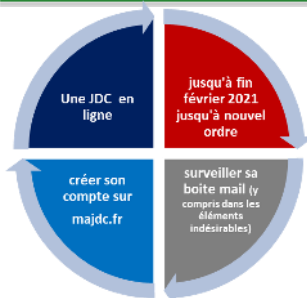 Une JDC en
ligne
jusqu'à fin
février 2021
jusqu'à nouvel
ordre
surveiller sa
boite mail (y
compris dans les
éléments
indésirables)
créer son
compte sur
majdc.fr